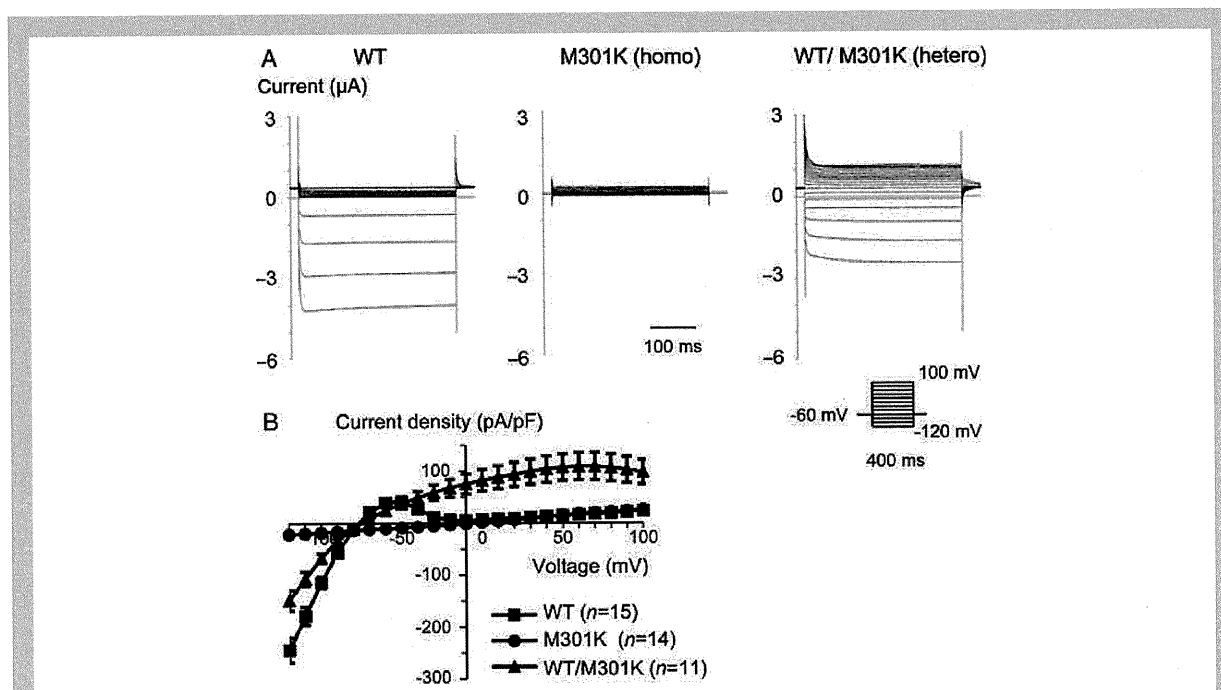 A
WT
M301K (homo)
WT/ M301K (hetero)
Current (µA)
3
0
–3
–6
3
0
–3
–6
100 ms
3
0
–3
–6
100 mV
-60 mV
-120 mV
400 ms
B
Current density (pA/pF)
100
-100
-200
-300
-50
0
50
100
Voltage (mV)
WT (n=15)
M301K (n=14)
WT/M301K (n=11)